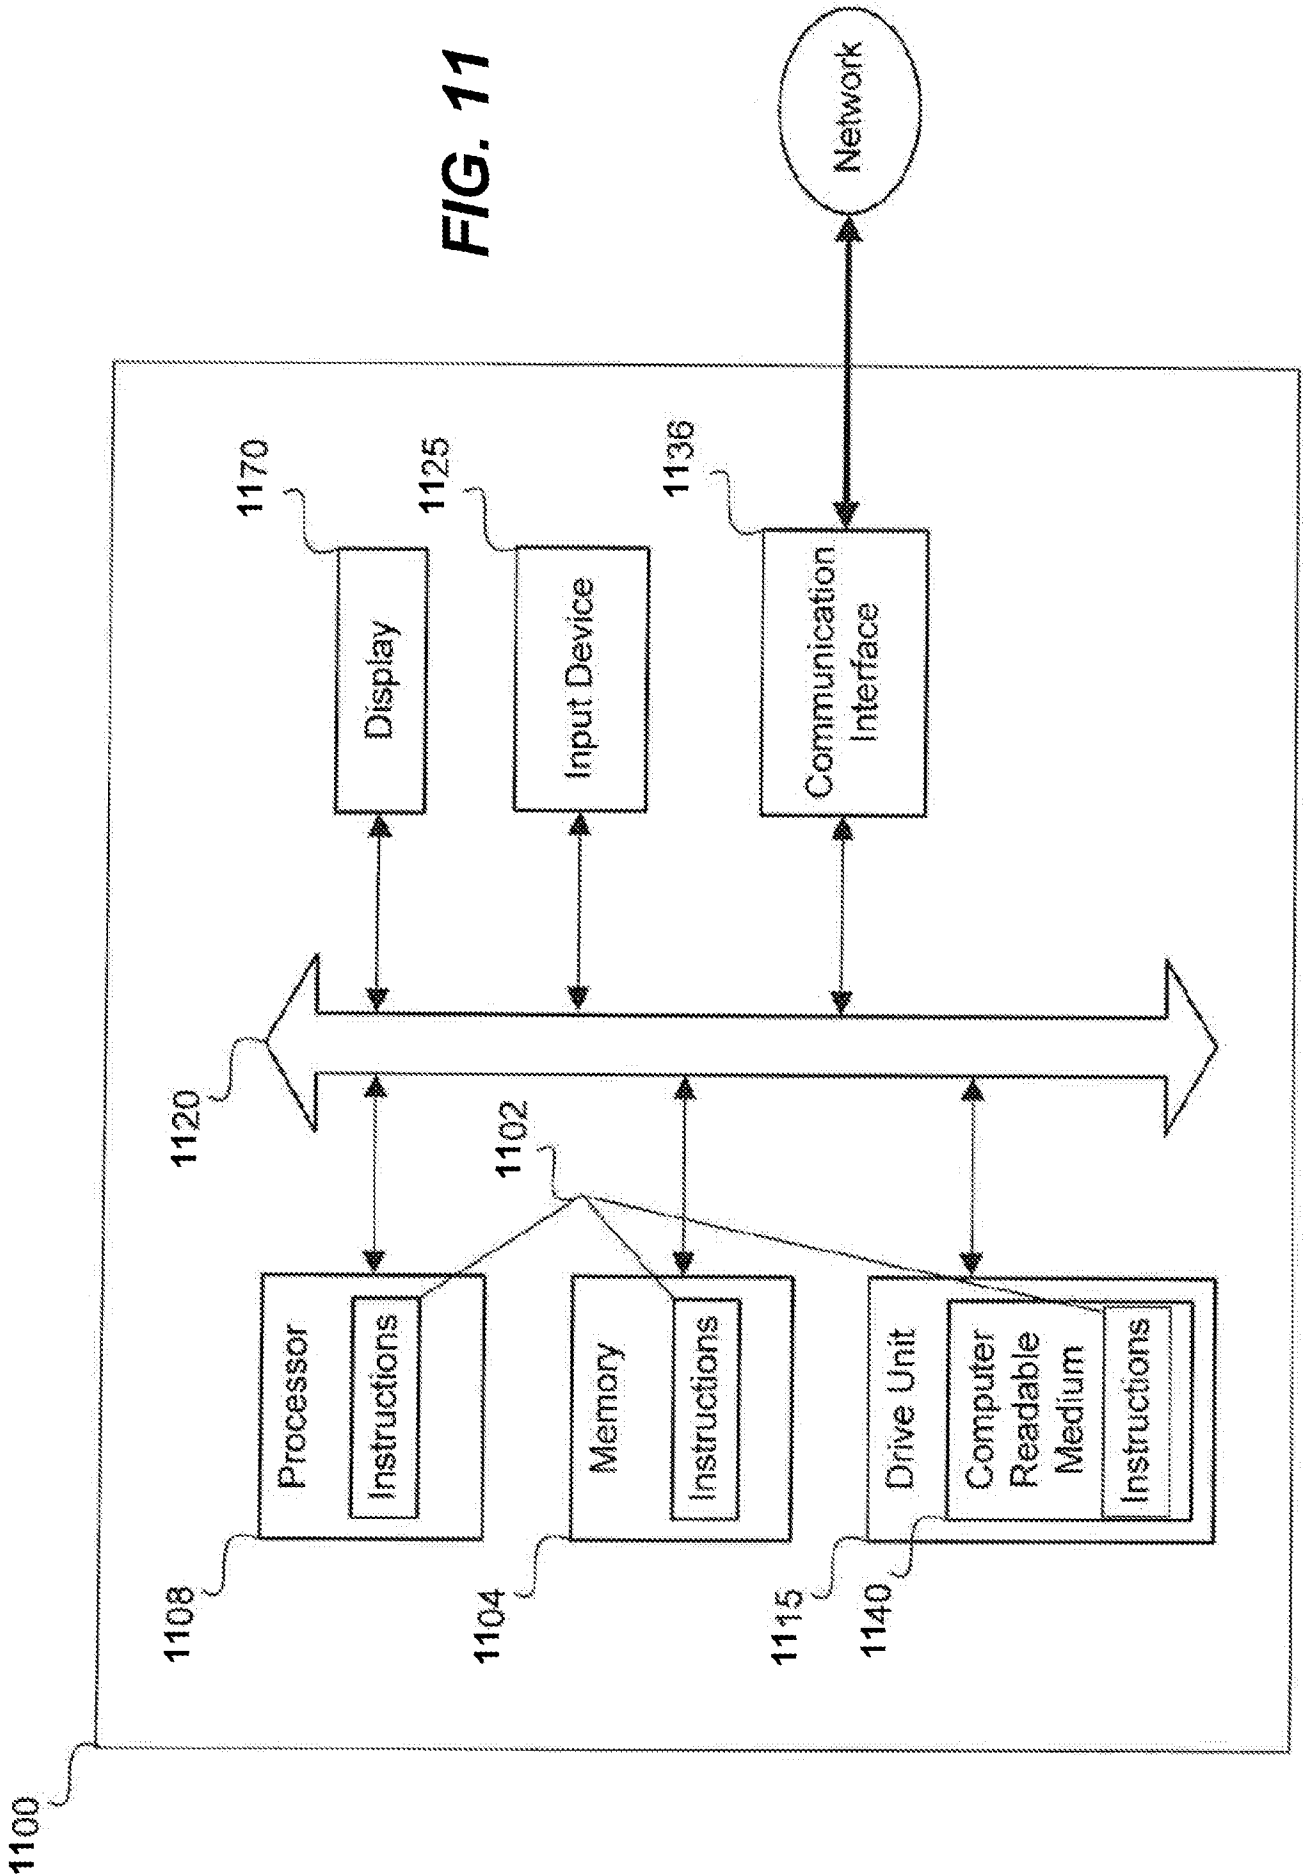 1100
1108
Processor
Instructions
1104
Memory
Instructions
1115
1140
Drive Unit
Computer
Readable
Medium
Instructions
1120
1102
1170
Display
1125
Input Device
1136
Communication
Interface
Network
FIG. 11